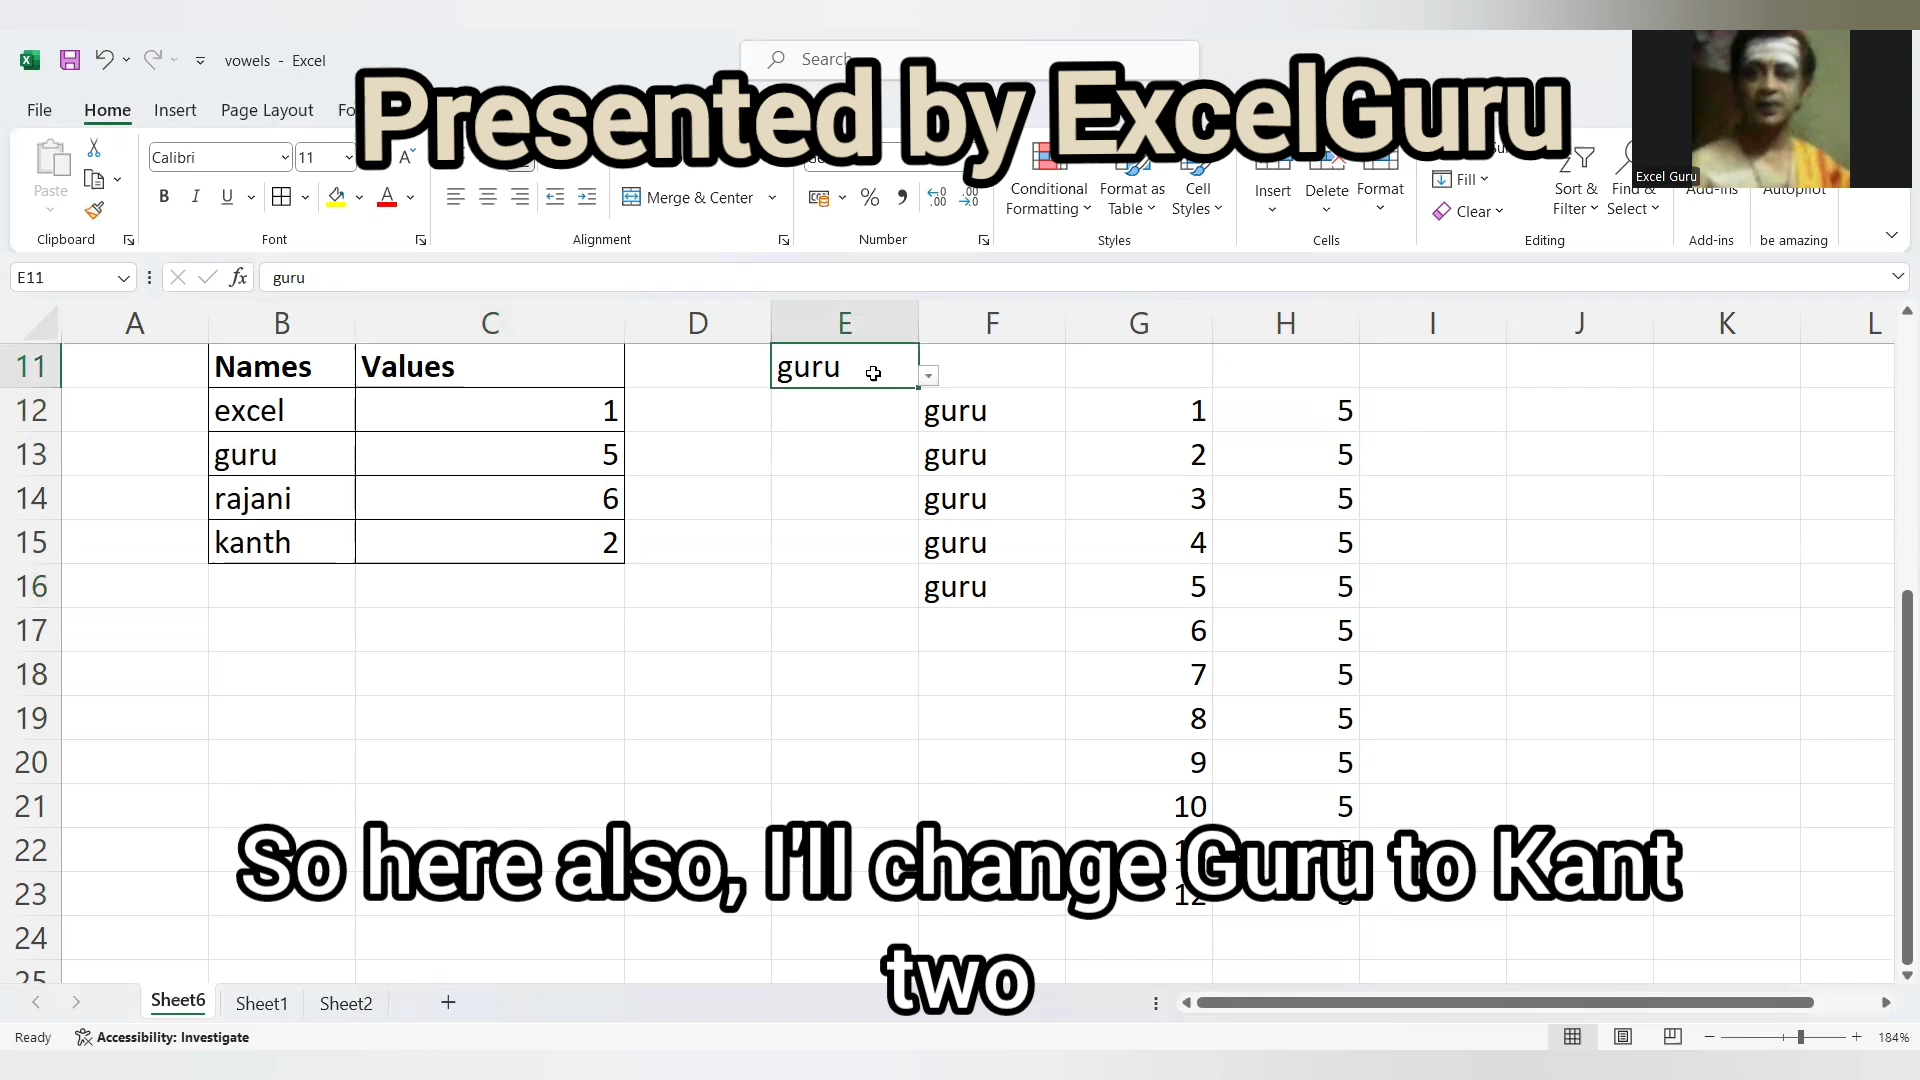 vowels - Excel
Search
Presented by ExcelGuru
Excel Guru
File Home Insert Page Layout Fo
Paste
Calibri 11
B I U
Merge & Center
Conditional Formatting
Format as Table
Cell Styles
Insert
Delete
Format
Fill
Clear
Sort & Filter
Find & Select
Add-ins
Autopilot
Clipboard Font Alignment Number Styles Cells Editing Add-ins be amazing
E11 fx guru
A B C D E F G H I J K L
11 Names Values guru
12 excel 1 guru 1 5
13 guru 5 guru 2 5
14 rajani 6 guru 3 5
15 kanth 2 guru 4 5
16 guru 5 5
17 6 5
18 7 5
19 8 5
20 9 5
21 10 5
22
23 12
24
25
So here also, I'll change Guru to Kant
two
Sheet6 Sheet1 Sheet2 +
Ready Accessibility: Investigate 184%